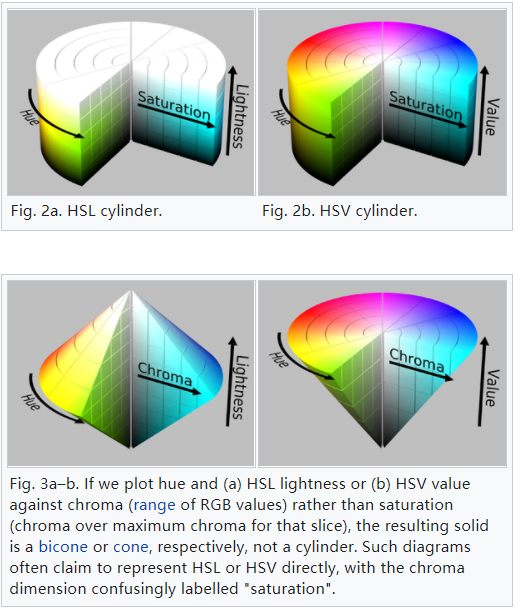 Hue
Saturation
Lightness
Hue
Saturation
Value
Fig. 2a. HSL cylinder.
Fig. 2b. HSV cylinder.
Hue
Chroma
Lightness
Hue
Chroma
Value
Fig. 3a–b. If we plot hue and (a) HSL lightness or (b) HSV value
against chroma (range of RGB values) rather than saturation
(chroma over maximum chroma for that slice), the resulting solid
is a bicone or cone, respectively, not a cylinder. Such diagrams
often claim to represent HSL or HSV directly, with the chroma
dimension confusingly labelled "saturation".